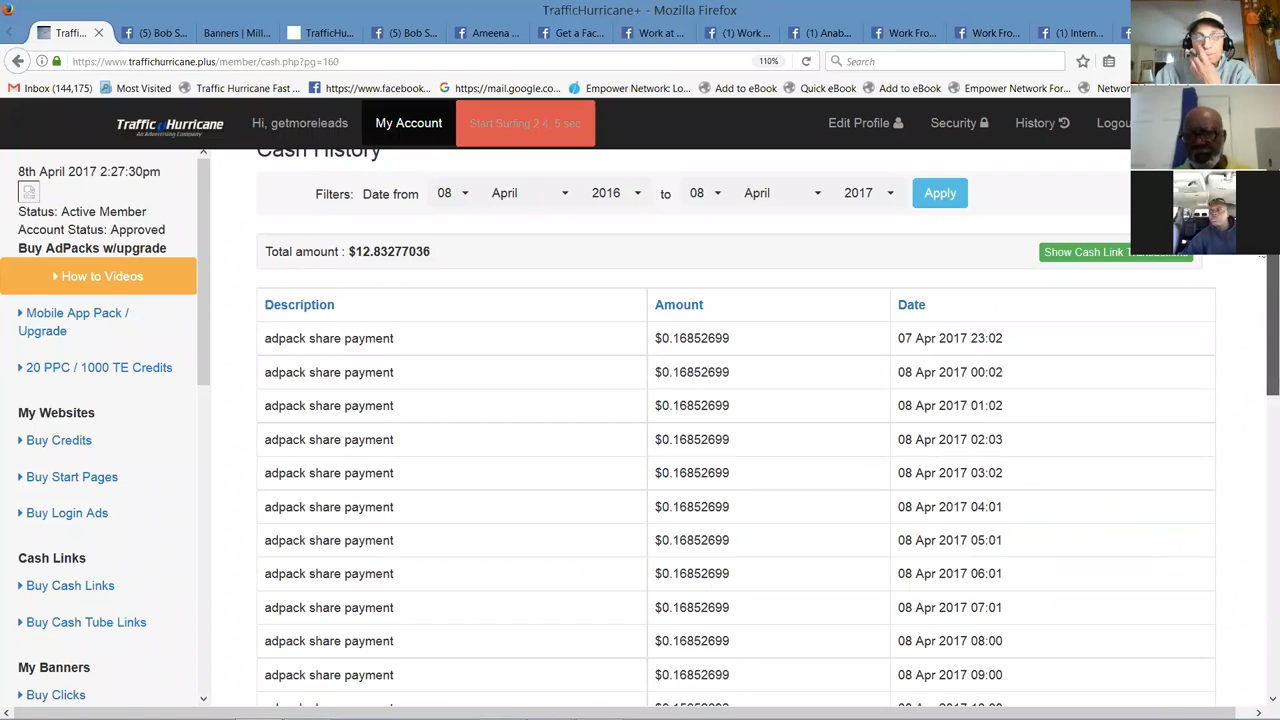 TrafficHurricane+ - Mozilla Firefox
Traffi... × (5) Bob S... Banners | Mill... TrafficHu... (5) Bob S... Ameena ... Get a Fac... Work at ... (1) Work ... (1) Anab... Work Fro... Work Fro... (1) Intern...
https://www.traffichurricane.plus/member/cash.php?pg=160 110% Search
Inbox (144,175) Most Visited Traffic Hurricane Fast ... https://www.facebook... https://mail.google.co... Empower Network: Lo... Add to eBook Quick eBook Add to eBook Empower Network For... Netwo
Traffic Hurricane Hi, getmoreleads My Account Start Surfing 2 4. 5 sec Edit Profile Security History Logou
An Advertising Company
Cash History
8th April 2017 2:27:30pm
Status: Active Member
Account Status: Approved
Buy AdPacks w/upgrade
How to Videos
Mobile App Pack /
Upgrade
20 PPC / 1000 TE Credits
My Websites
Buy Credits
Buy Start Pages
Buy Login Ads
Cash Links
Buy Cash Links
Buy Cash Tube Links
My Banners
Buy Clicks
Filters: Date from 08 April 2016 to 08 April 2017 Apply
Total amount : $12.83277036 Show Cash Link
Description Amount Date
adpack share payment $0.16852699 07 Apr 2017 23:02
adpack share payment $0.16852699 08 Apr 2017 00:02
adpack share payment $0.16852699 08 Apr 2017 01:02
adpack share payment $0.16852699 08 Apr 2017 02:03
adpack share payment $0.16852699 08 Apr 2017 03:02
adpack share payment $0.16852699 08 Apr 2017 04:01
adpack share payment $0.16852699 08 Apr 2017 05:01
adpack share payment $0.16852699 08 Apr 2017 06:01
adpack share payment $0.16852699 08 Apr 2017 07:01
adpack share payment $0.16852699 08 Apr 2017 08:00
adpack share payment $0.16852699 08 Apr 2017 09:00